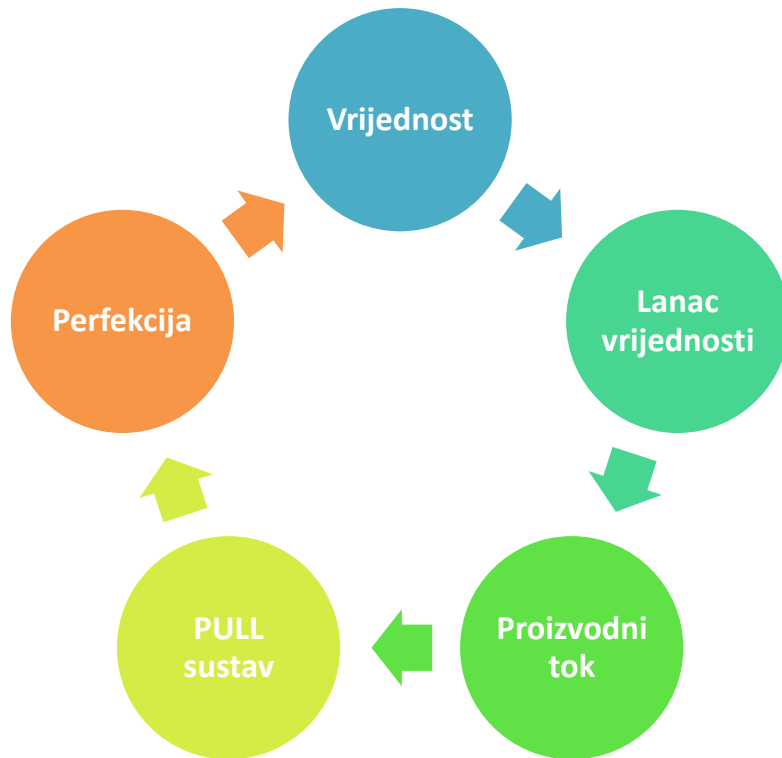 Vrijednost
Lanac
vrijednosti
Proizvodni
tok
PULL
sustav
Perfekcija